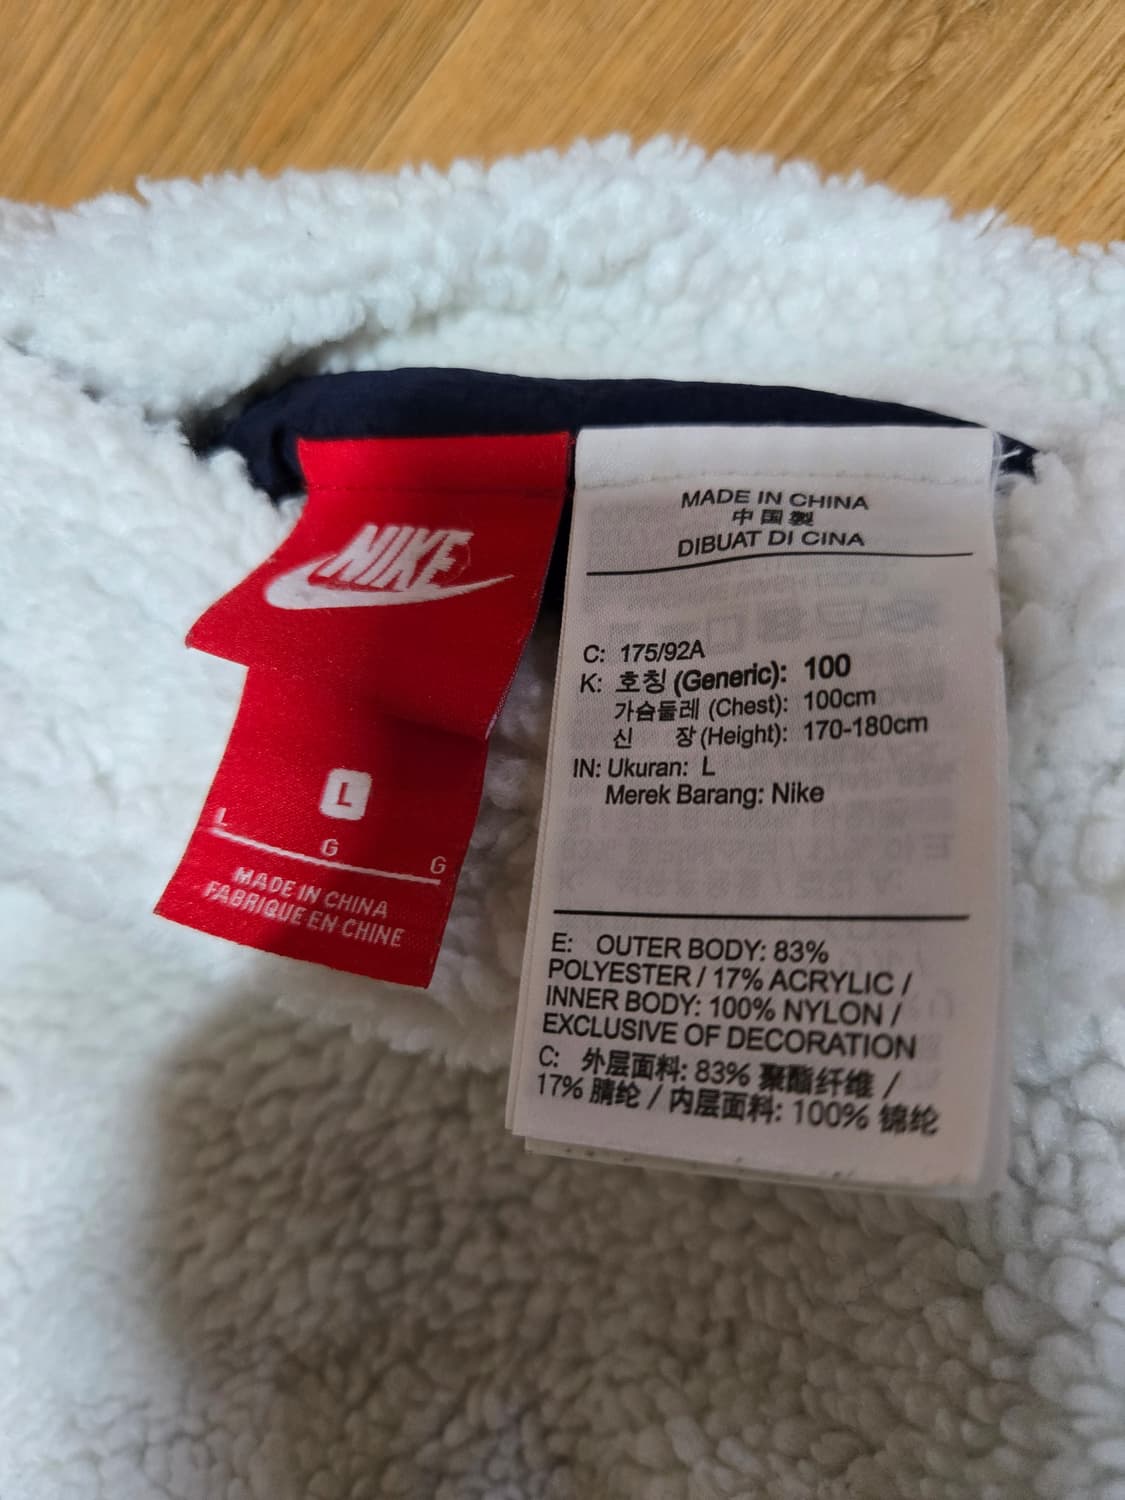 NIKE
L
L
G
G
MADE IN CHINA
FABRIQUE EN CHINE
MADE IN CHINA
中国製
DIBUAT DI CINA
C: 175/92A
K: 호칭 (Generic): 100
가슴둘레 (Chest): 100cm
신 장 (Height): 170-180cm
IN: Ukuran: L
Merek Barang: Nike
E: OUTER BODY: 83%
POLYESTER / 17% ACRYLIC /
INNER BODY: 100% NYLON /
EXCLUSIVE OF DECORATION
C: 外层面料: 83% 聚酯纤维 /
17% 腈纶 / 内层面料: 100% 锦纶